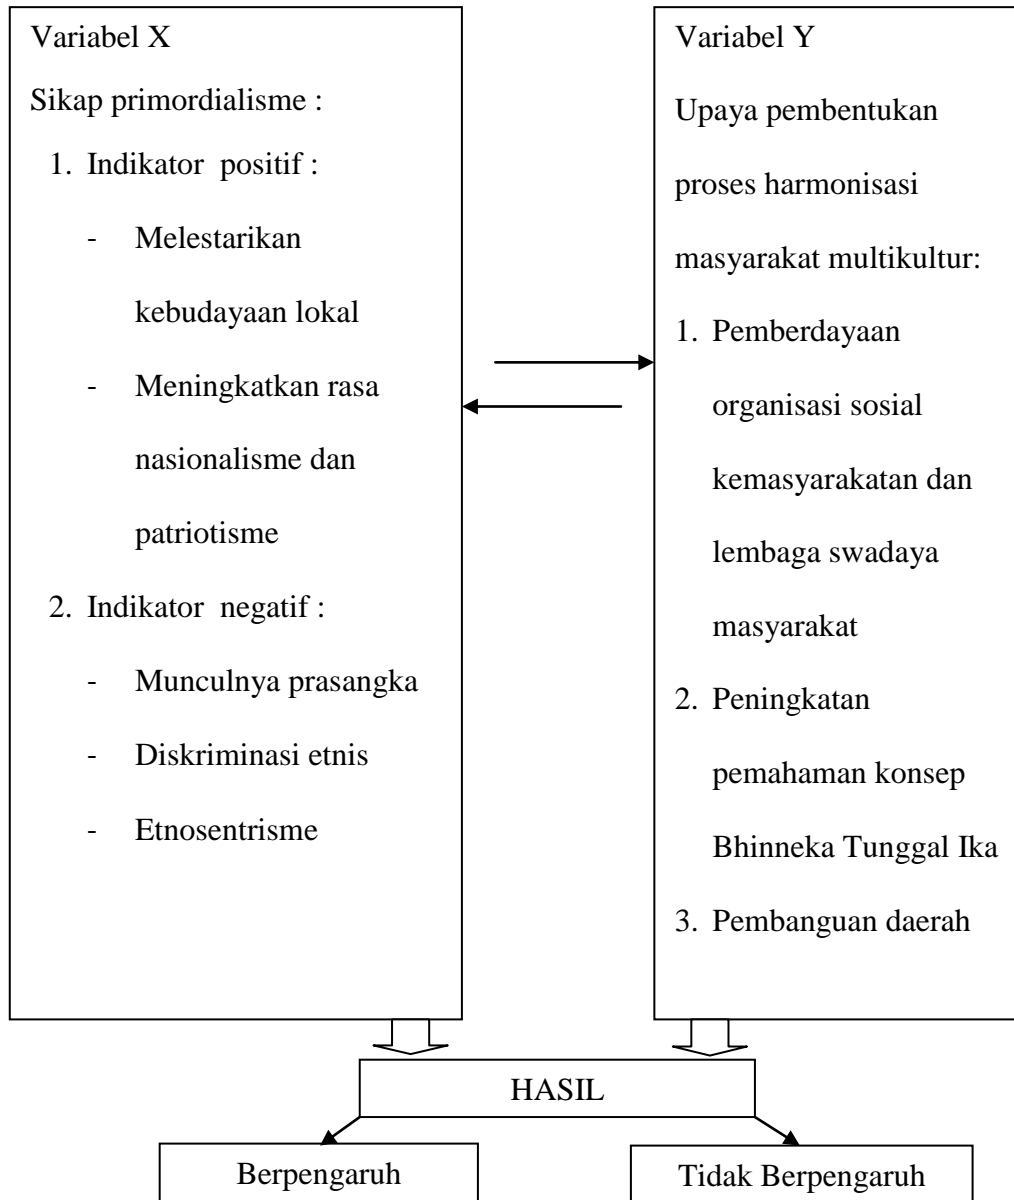 Variabel X
Sikap primordialisme :
1. Indikator positif :
- Melestarikan
kebudayaan lokal
- Meningkatkan rasa
nasionalisme dan
patriotisme
2. Indikator negatif :
- Munculnya prasangka
- Diskriminasi etnis
- Etnosentrisme
Variabel Y
Upaya pembentukan
proses harmonisasi
masyarakat multikultur:
1. Pemberdayaan
organisasi sosial
kemasyarakatan dan
lembaga swadaya
masyarakat
2. Peningkatan
pemahaman konsep
Bhinneka Tunggal Ika
3. Pembanguan daerah
HASIL
Berpengaruh
Tidak Berpengaruh